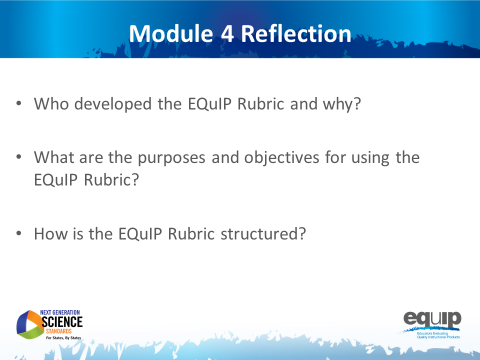 Module 4 Reflection
• Who developed the EQuIP Rubric and why?
• What are the purposes and objectives for using the
EQuIP Rubric?
• How is the EQuIP Rubric structured?
NEXT GENERATION
SCIENCE
STANDARDS
For States, By States
equip
Educators Evaluating
Quality Instructional Products